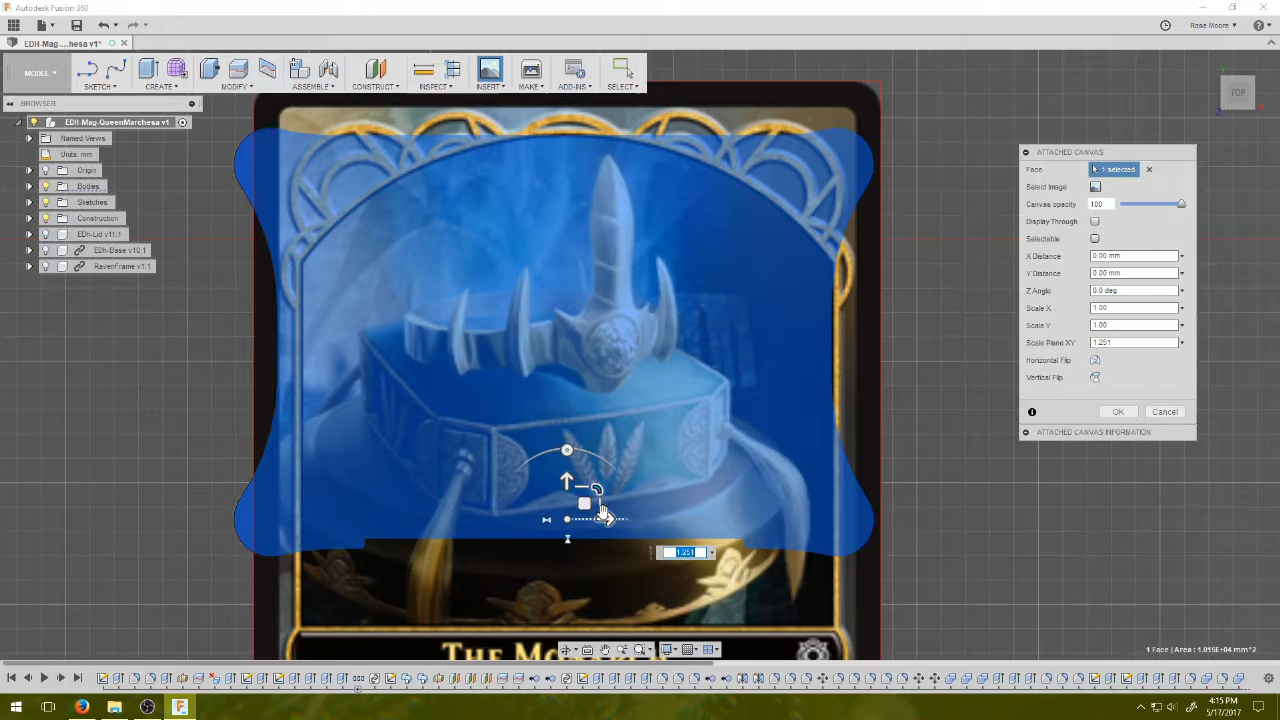 Autodesk Fusion 360
Rose Moore
EDH-Mag-...hesa v1*
MODEL
SKETCH
CREATE
MODIFY
ASSEMBLE
CONSTRUCT
INSPECT
INSERT
MAKE
ADD-INS
SELECT
BROWSER
EDH-Mag-QueenMarchesa v1
Named Views
Units: mm
Origin
Bodies
Sketches
Construction
EDh-Lid v11:1
EDh-Base v10:1
RavenFrame v1:1
TOP
ATTACHED CANVAS
Face 1 selected
Select Image
Canvas opacity 100
Display Through
Selectable
X Distance 0.00 mm
Y Distance 0.00 mm
Z Angle 0.0 deg
Scale X 1.00
Scale Y 1.00
Scale Plane XY 1.251
Horizontal Flip
Vertical Flip
OK Cancel
ATTACHED CANVAS INFORMATION
1.251
THE
1 Face | Area : 1.015E+04 mm^2
4:15 PM
5/17/2017